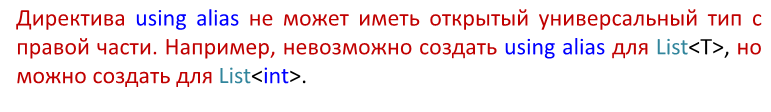 Директива using alias не может иметь открытый универсальный тип с
правой части. Например, невозможно создать using alias для List<T>, но
можно создать для List<int>.